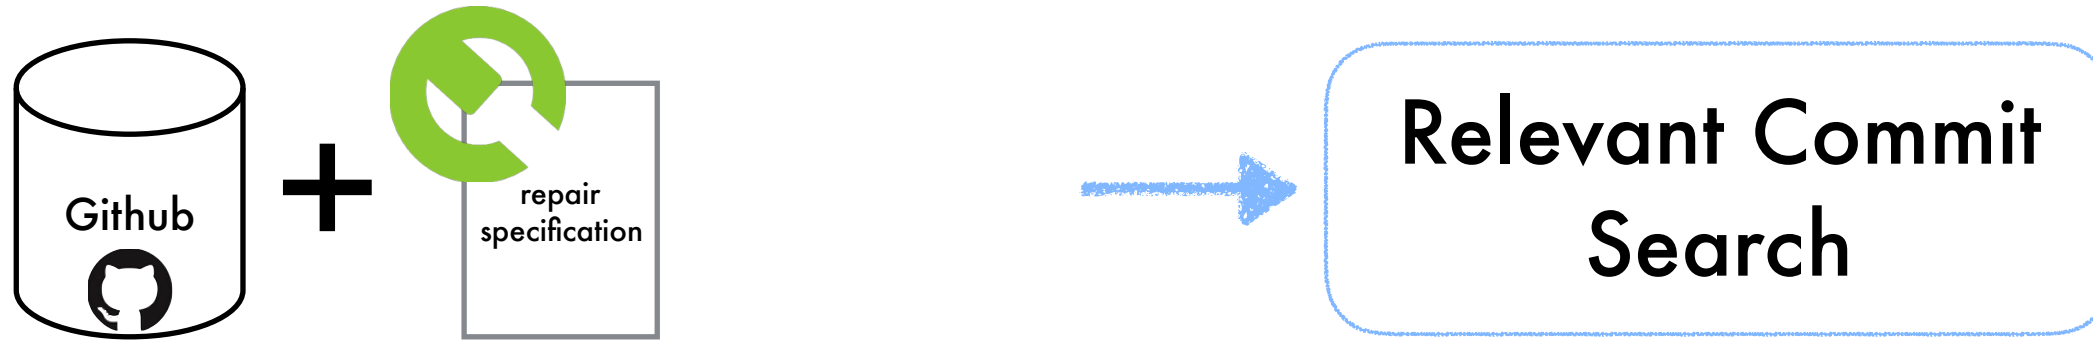 Github
repair
specification
Relevant Commit
Search